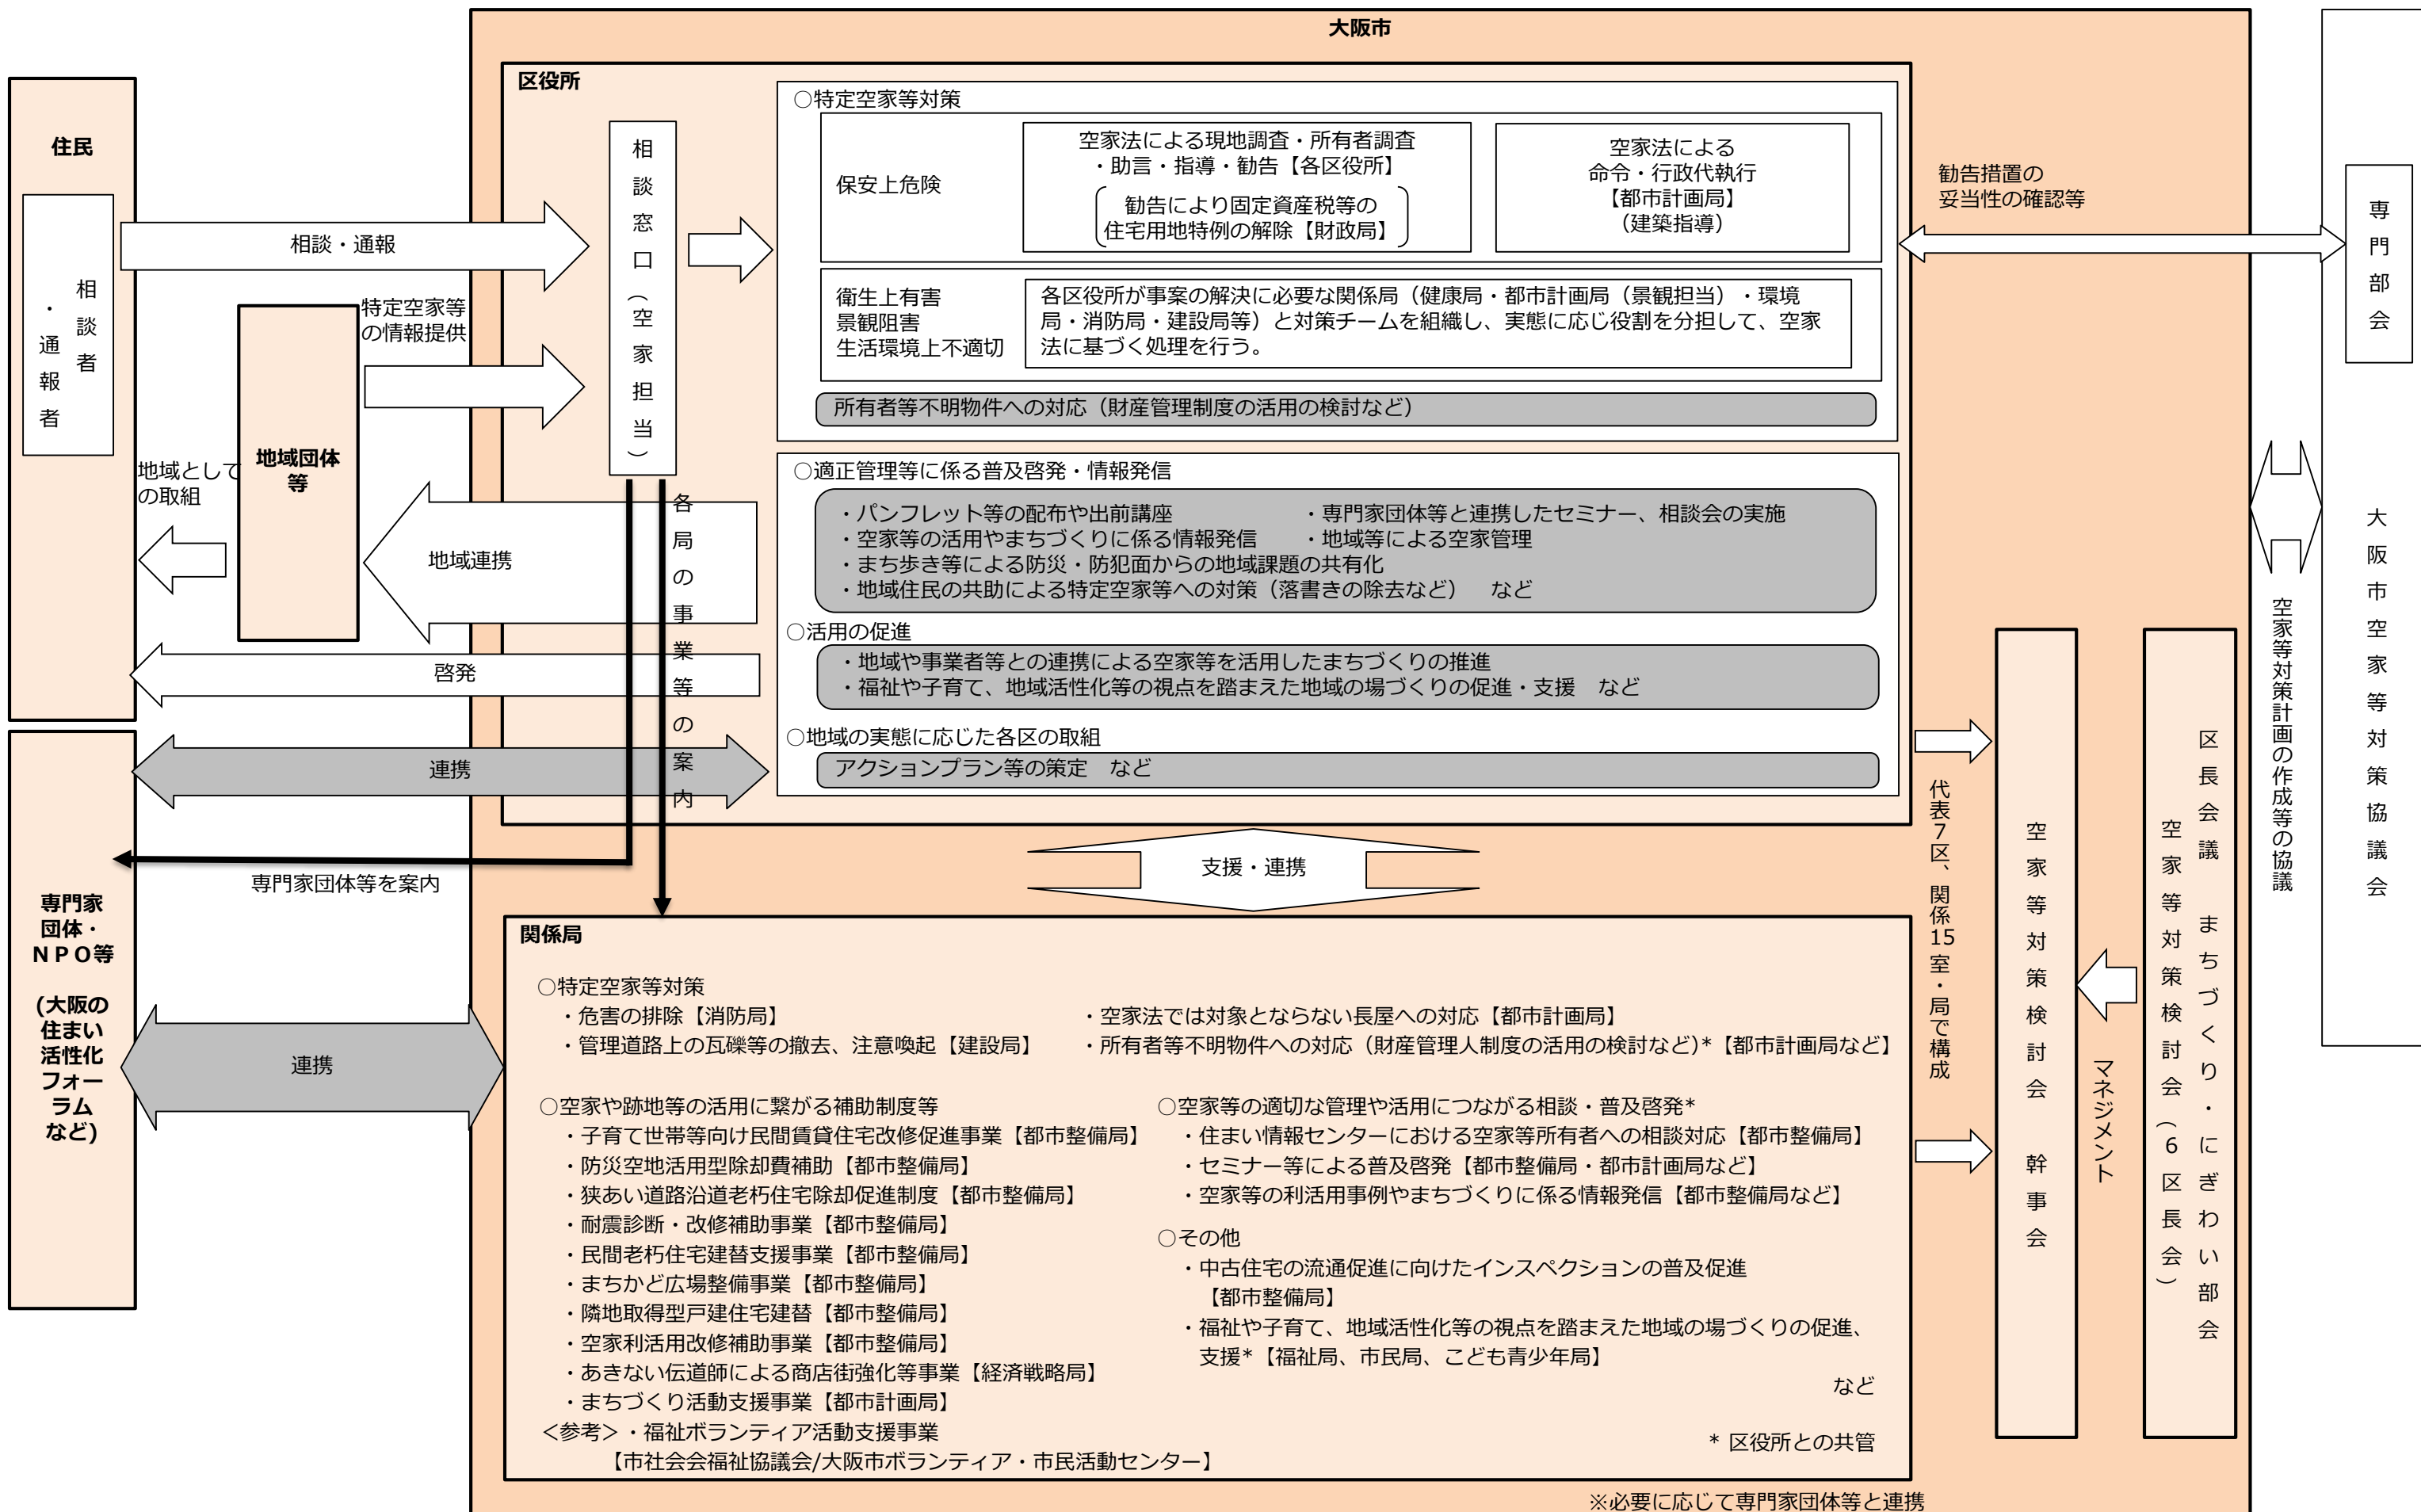 大阪市
区役所
住民
相談者
・通報者
相談・通報
特定空家等
の情報提供
地域団体
等
地域として
の取組
地域連携
啓発
連携
相談窓口（空家担当）
各局の事業等の案内
○特定空家等対策
保安上危険
空家法による現地調査・所有者調査
・助言・指導・勧告【各区役所】
勧告により固定資産税等の
住宅用地特例の解除【財政局】
空家法による
命令・行政代執行
【都市計画局】
（建築指導）
衛生上有害
景観阻害
生活環境上不適切
各区役所が事案の解決に必要な関係局（健康局・都市計画局（景観担当）・環境
局・消防局・建設局等）と対策チームを組織し、実態に応じ役割を分担して、空家
法に基づく処理を行う。
所有者等不明物件への対応（財産管理制度の活用の検討など）
○適正管理等に係る普及啓発・情報発信
・パンフレット等の配布や出前講座　・専門家団体等と連携したセミナー、相談会の実施
・空家等の活用やまちづくりに係る情報発信　・地域等による空家管理
・まち歩き等による防災・防犯面からの地域課題の共有化
・地域住民の共助による特定空家等への対策（落書きの除去など）　など
○活用の促進
・地域や事業者等との連携による空家等を活用したまちづくりの推進
・福祉や子育て、地域活性化等の視点を踏まえた地域の場づくりの促進・支援　など
○地域の実態に応じた各区の取組
アクションプラン等の策定　など
勧告措置の
妥当性の確認等
専門部会
大阪市空家等対策協議会
空家等対策計画の作成等の協議
専門家団体等を案内
支援・連携
専門家
団体・
ＮＰＯ等
(大阪の
住まい
活性化
フォー
ラム
など)
連携
関係局
○特定空家等対策
・危害の排除【消防局】　・空家法では対象とならない長屋への対応【都市計画局】
・管理道路上の瓦礫等の撤去、注意喚起【建設局】　・所有者等不明物件への対応（財産管理人制度の活用の検討など）*【都市計画局など】
○空家や跡地等の活用に繋がる補助制度等
・子育て世帯等向け民間賃貸住宅改修促進事業【都市整備局】
・防災空地活用型除却費補助【都市整備局】
・狭あい道路沿道老朽住宅除却促進制度【都市整備局】
・耐震診断・改修補助事業【都市整備局】
・民間老朽住宅建替支援事業【都市整備局】
・まちかど広場整備事業【都市整備局】
・隣地取得型戸建住宅建替【都市整備局】
・空家利活用改修補助事業【都市整備局】
・あきない伝道師による商店街強化等事業【経済戦略局】
・まちづくり活動支援事業【都市計画局】
＜参考＞・福祉ボランティア活動支援事業
【市社会会福祉協議会/大阪市ボランティア・市民活動センター】
○空家等の適切な管理や活用につながる相談・普及啓発*
・住まい情報センターにおける空家等所有者への相談対応【都市整備局】
・セミナー等による普及啓発【都市整備局・都市計画局など】
・空家等の利活用事例やまちづくりに係る情報発信【都市整備局など】
○その他
・中古住宅の流通促進に向けたインスペクションの普及促進
【都市整備局】
・福祉や子育て、地域活性化等の視点を踏まえた地域の場づくりの促進、
支援*【福祉局、市民局、こども青少年局】
など
* 区役所との共管
代表７区、関係15室・局で構成
空家等対策検討会　幹事会
マネジメント
区長会議　まちづくり・にぎわい部会
空家等対策検討会（６区長会）
※必要に応じて専門家団体等と連携